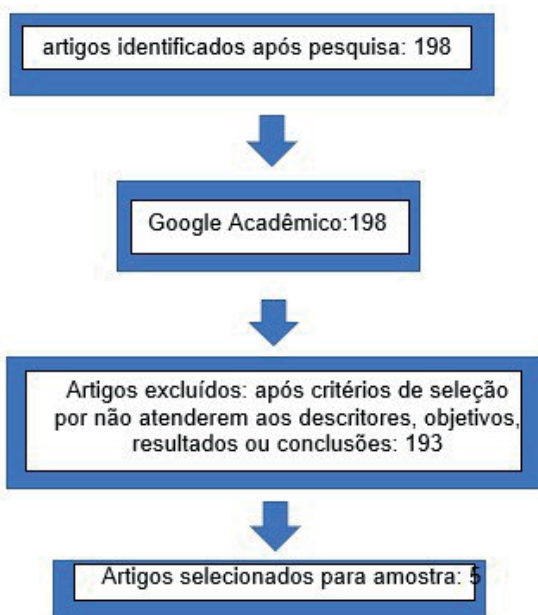 artigos identificados após pesquisa: 198
Google Acadêmico:198
Artigos excluídos: após critérios de seleção
por não atenderem aos descritores, objetivos,
resultados ou conclusões: 193
Artigos selecionados para amostra: 5